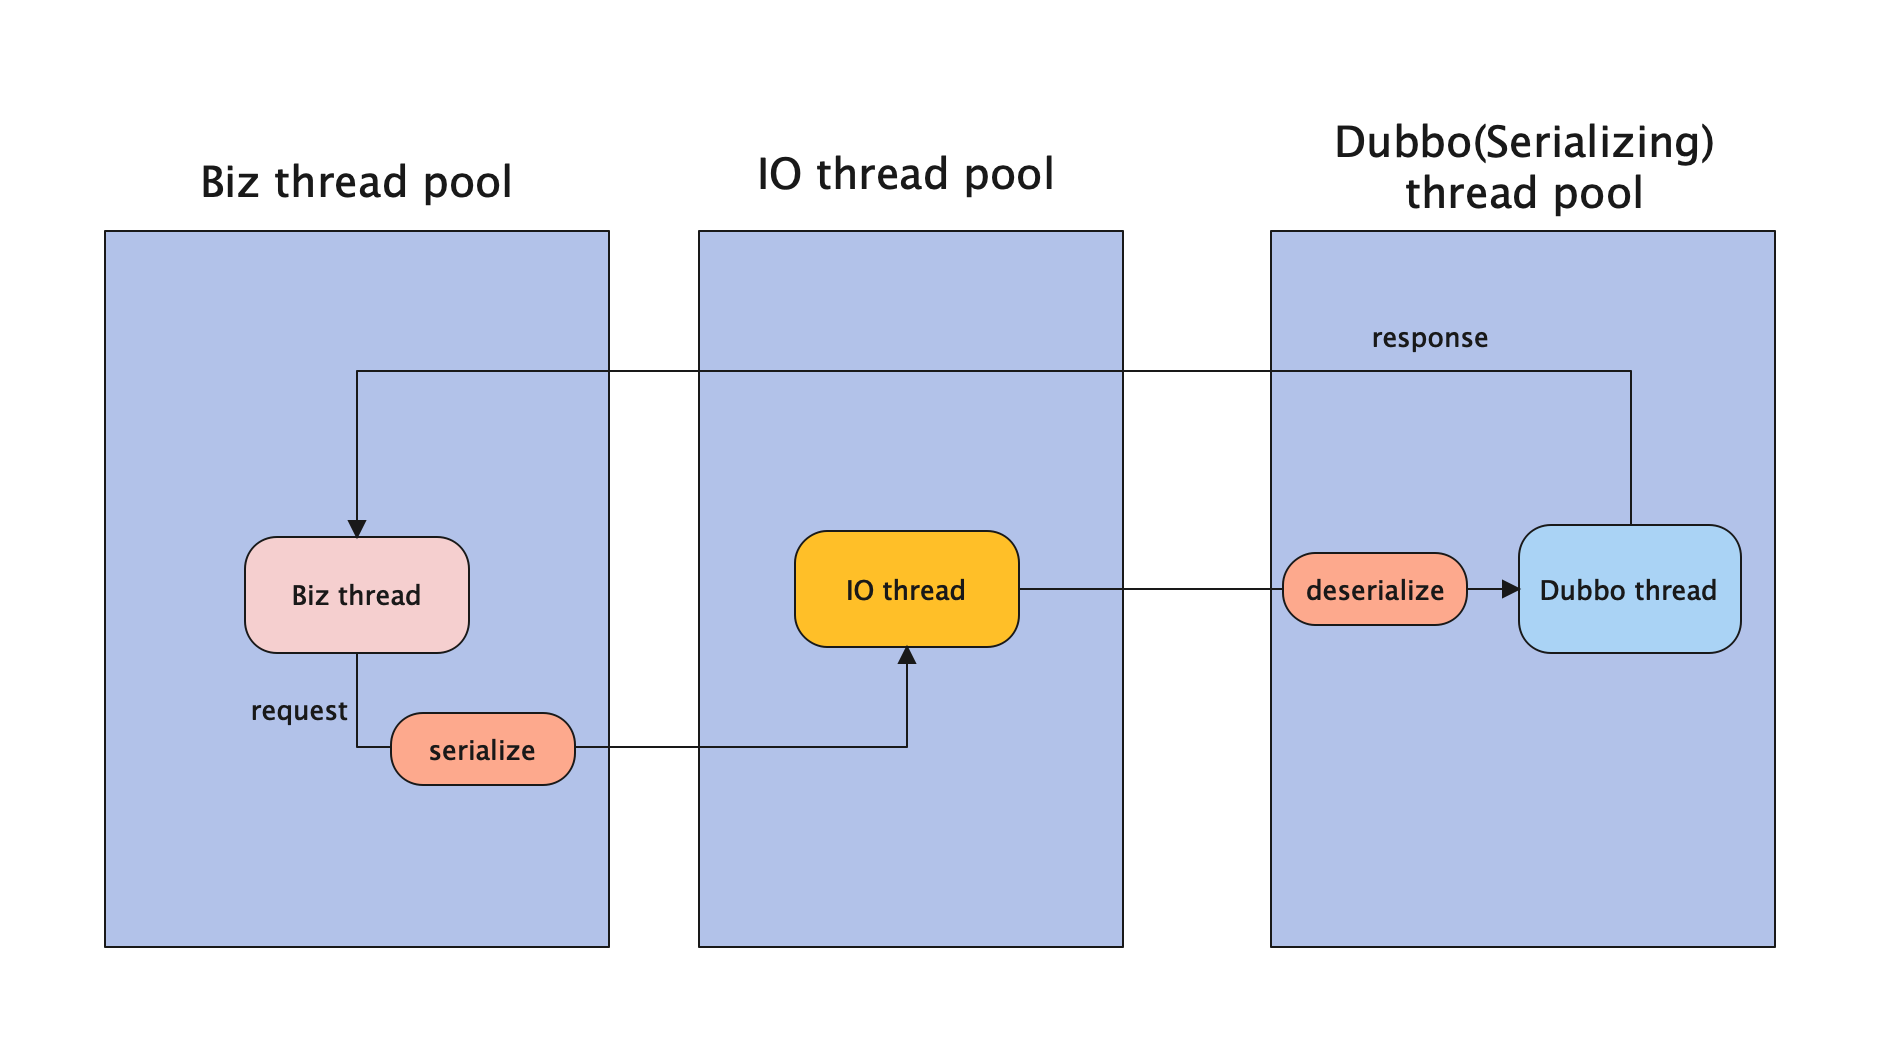 Biz thread pool
IO thread pool
Dubbo(Serializing)
thread pool
response
Biz thread
IO thread
deserialize
Dubbo thread
request
serialize